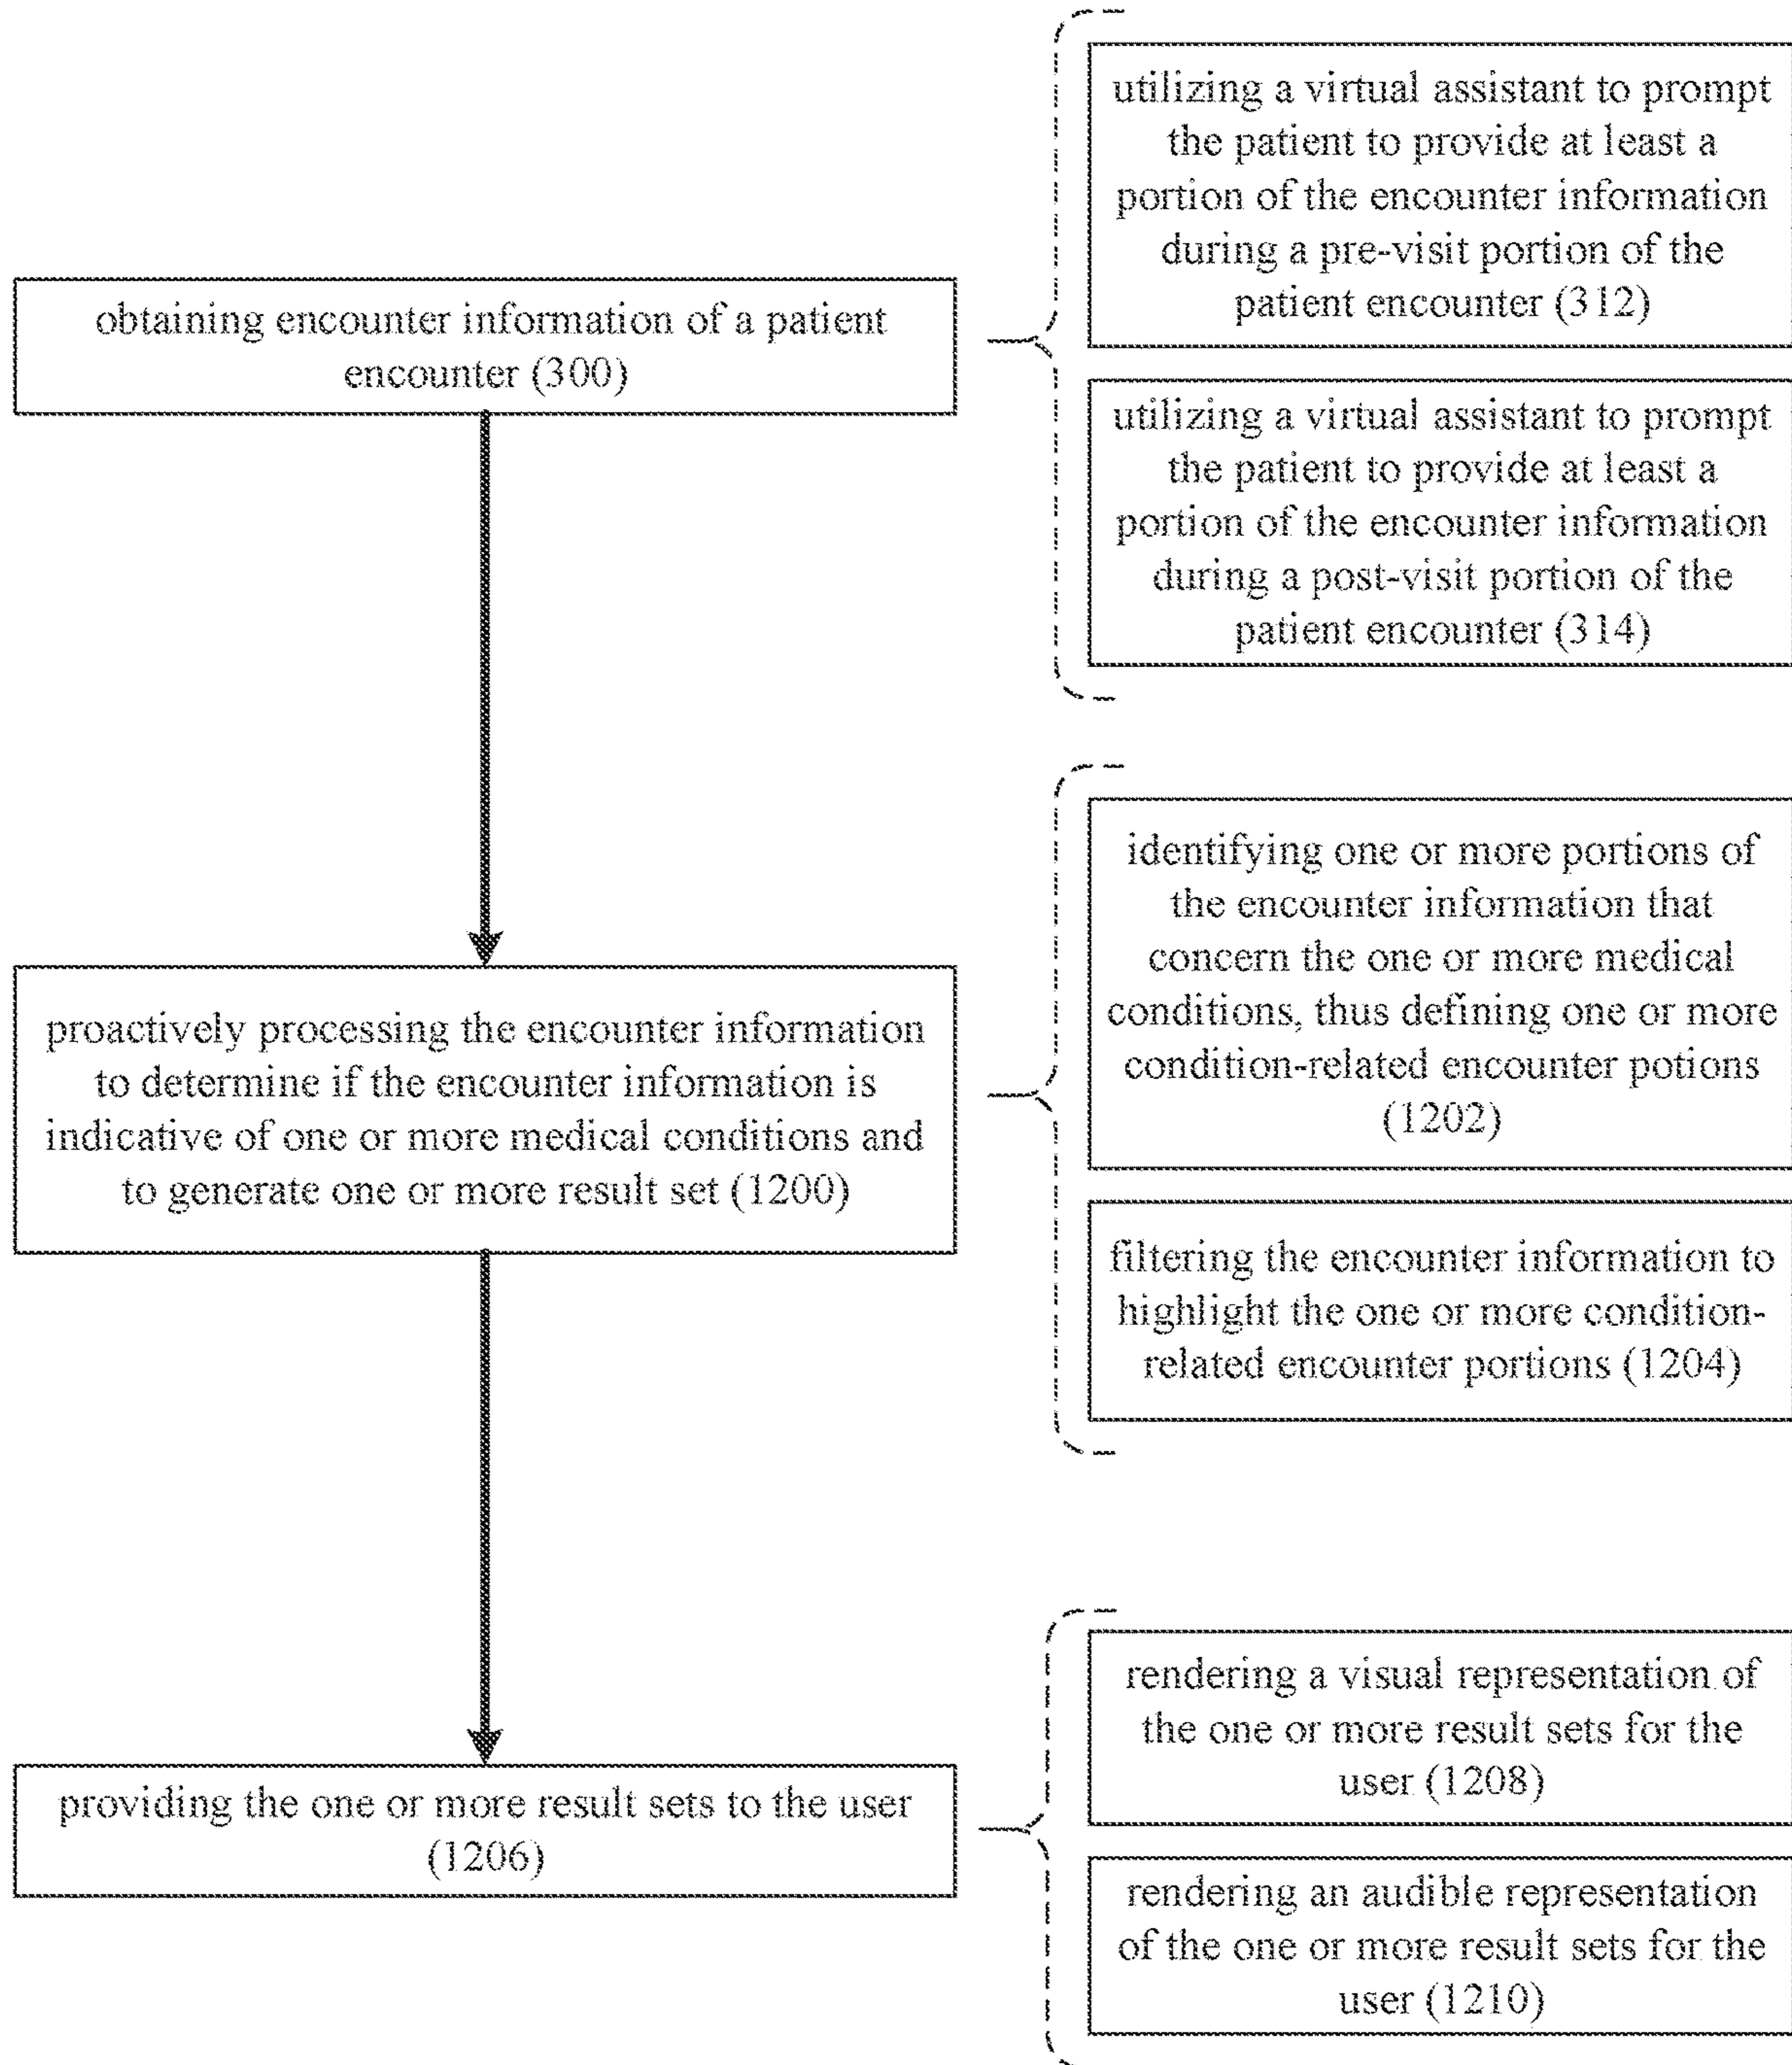 obtaining encounter information of a patient
encounter (300)
utilizing a virtual assistant to prompt
the patient to provide at least a
portion of the encounter information
during a pre-visit portion of the
patient encounter (312)
utilizing a virtual assistant to prompt
the patient to provide at least a
portion of the encounter information
during a post-visit portion of the
patient encounter (314)
proactively processing the encounter information
to determine if the encounter information is
indicative of one or more medical conditions and
to generate one or more result set (1200)
identifying one or more portions of
the encounter information that
concern the one or more medical
conditions, thus defining one or more
condition-related encounter potions
(1202)
filtering the encounter information to
highlight the one or more condition-
related encounter portions (1204)
providing the one or more result sets to the user
(1206)
rendering a visual representation of
the one or more result sets for the
user (1208)
rendering an audible representation
of the one or more result sets for the
user (1210)